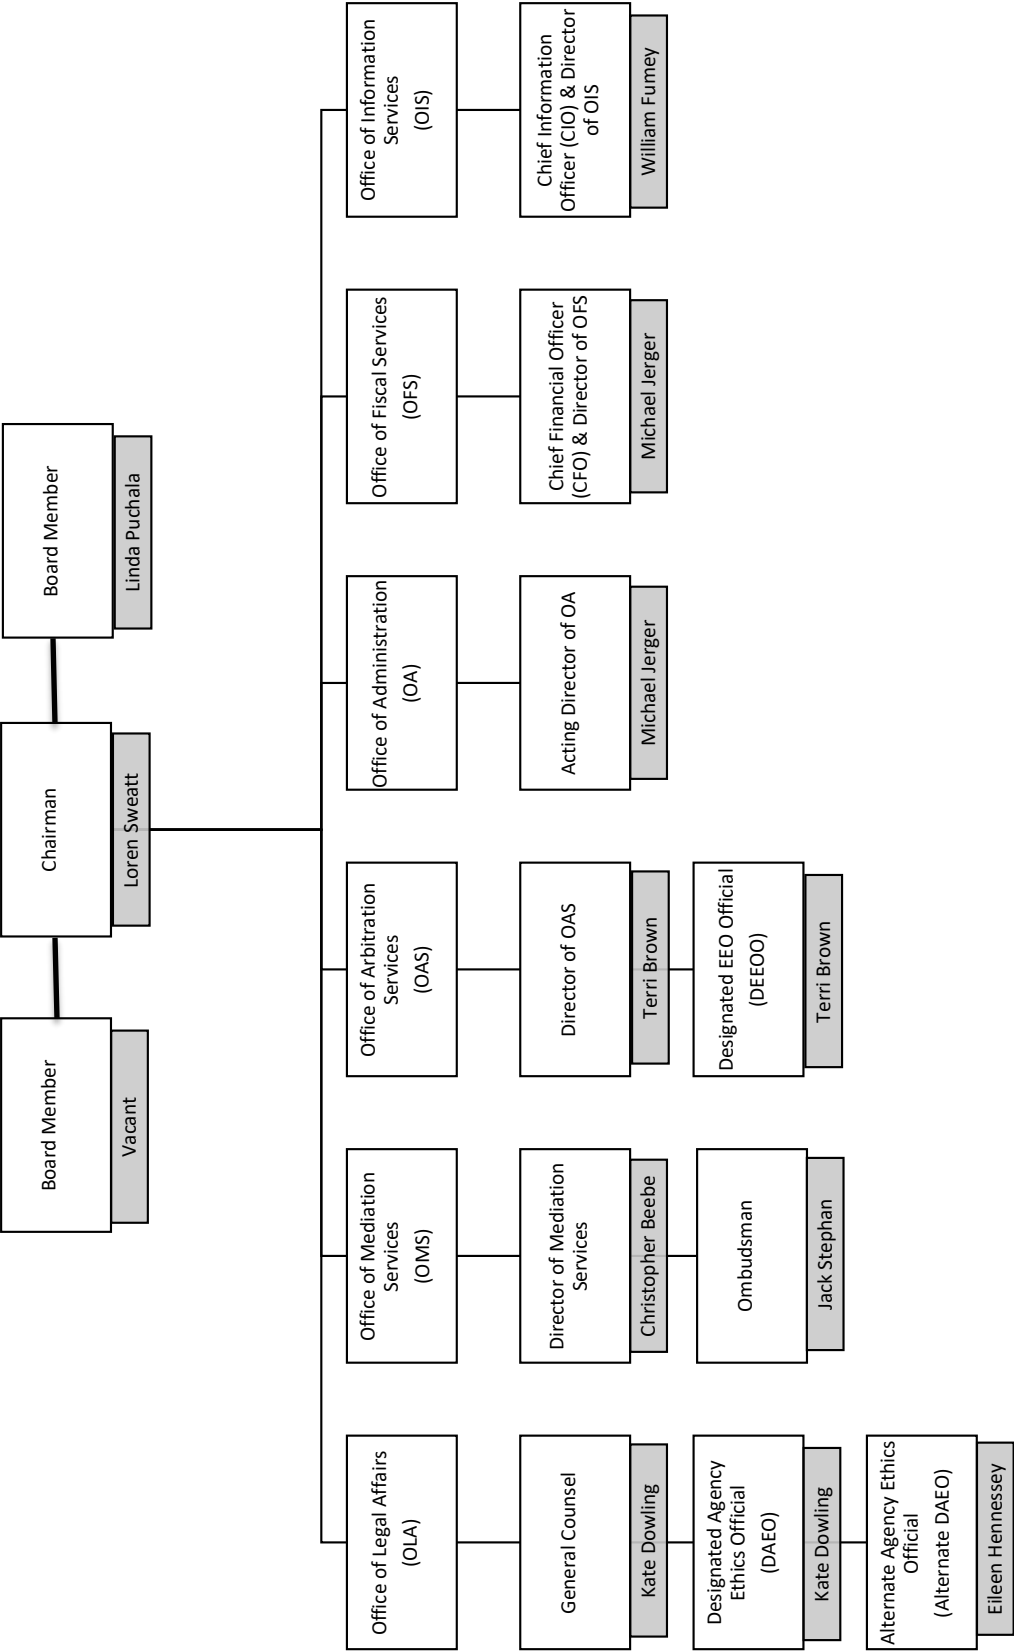 Board Member
Vacant
Chairman
Loren Sweatt
Board Member
Linda Puchala
Office of Legal Affairs
(OLA)
General Counsel
Kate Dowling
Designated Agency
Ethics Official
(DAEO)
Kate Dowling
Alternate Agency Ethics
Official
(Alternate DAEO)
Eileen Hennessey
Office of Mediation
Services
(OMS)
Director of Mediation
Services
Christopher Beebe
Ombudsman
Jack Stephan
Office of Arbitration
Services
(OAS)
Director of OAS
Terri Brown
Designated EEO Official
(DEEOO)
Terri Brown
Office of Administration
(OA)
Acting Director of OA
Michael Jerger
Office of Fiscal Services
(OFS)
Chief Financial Officer
(CFO) & Director of OFS
Michael Jerger
Office of Information
Services
(OIS)
Chief Information
Officer (CIO) & Director
of OIS
William Fumey